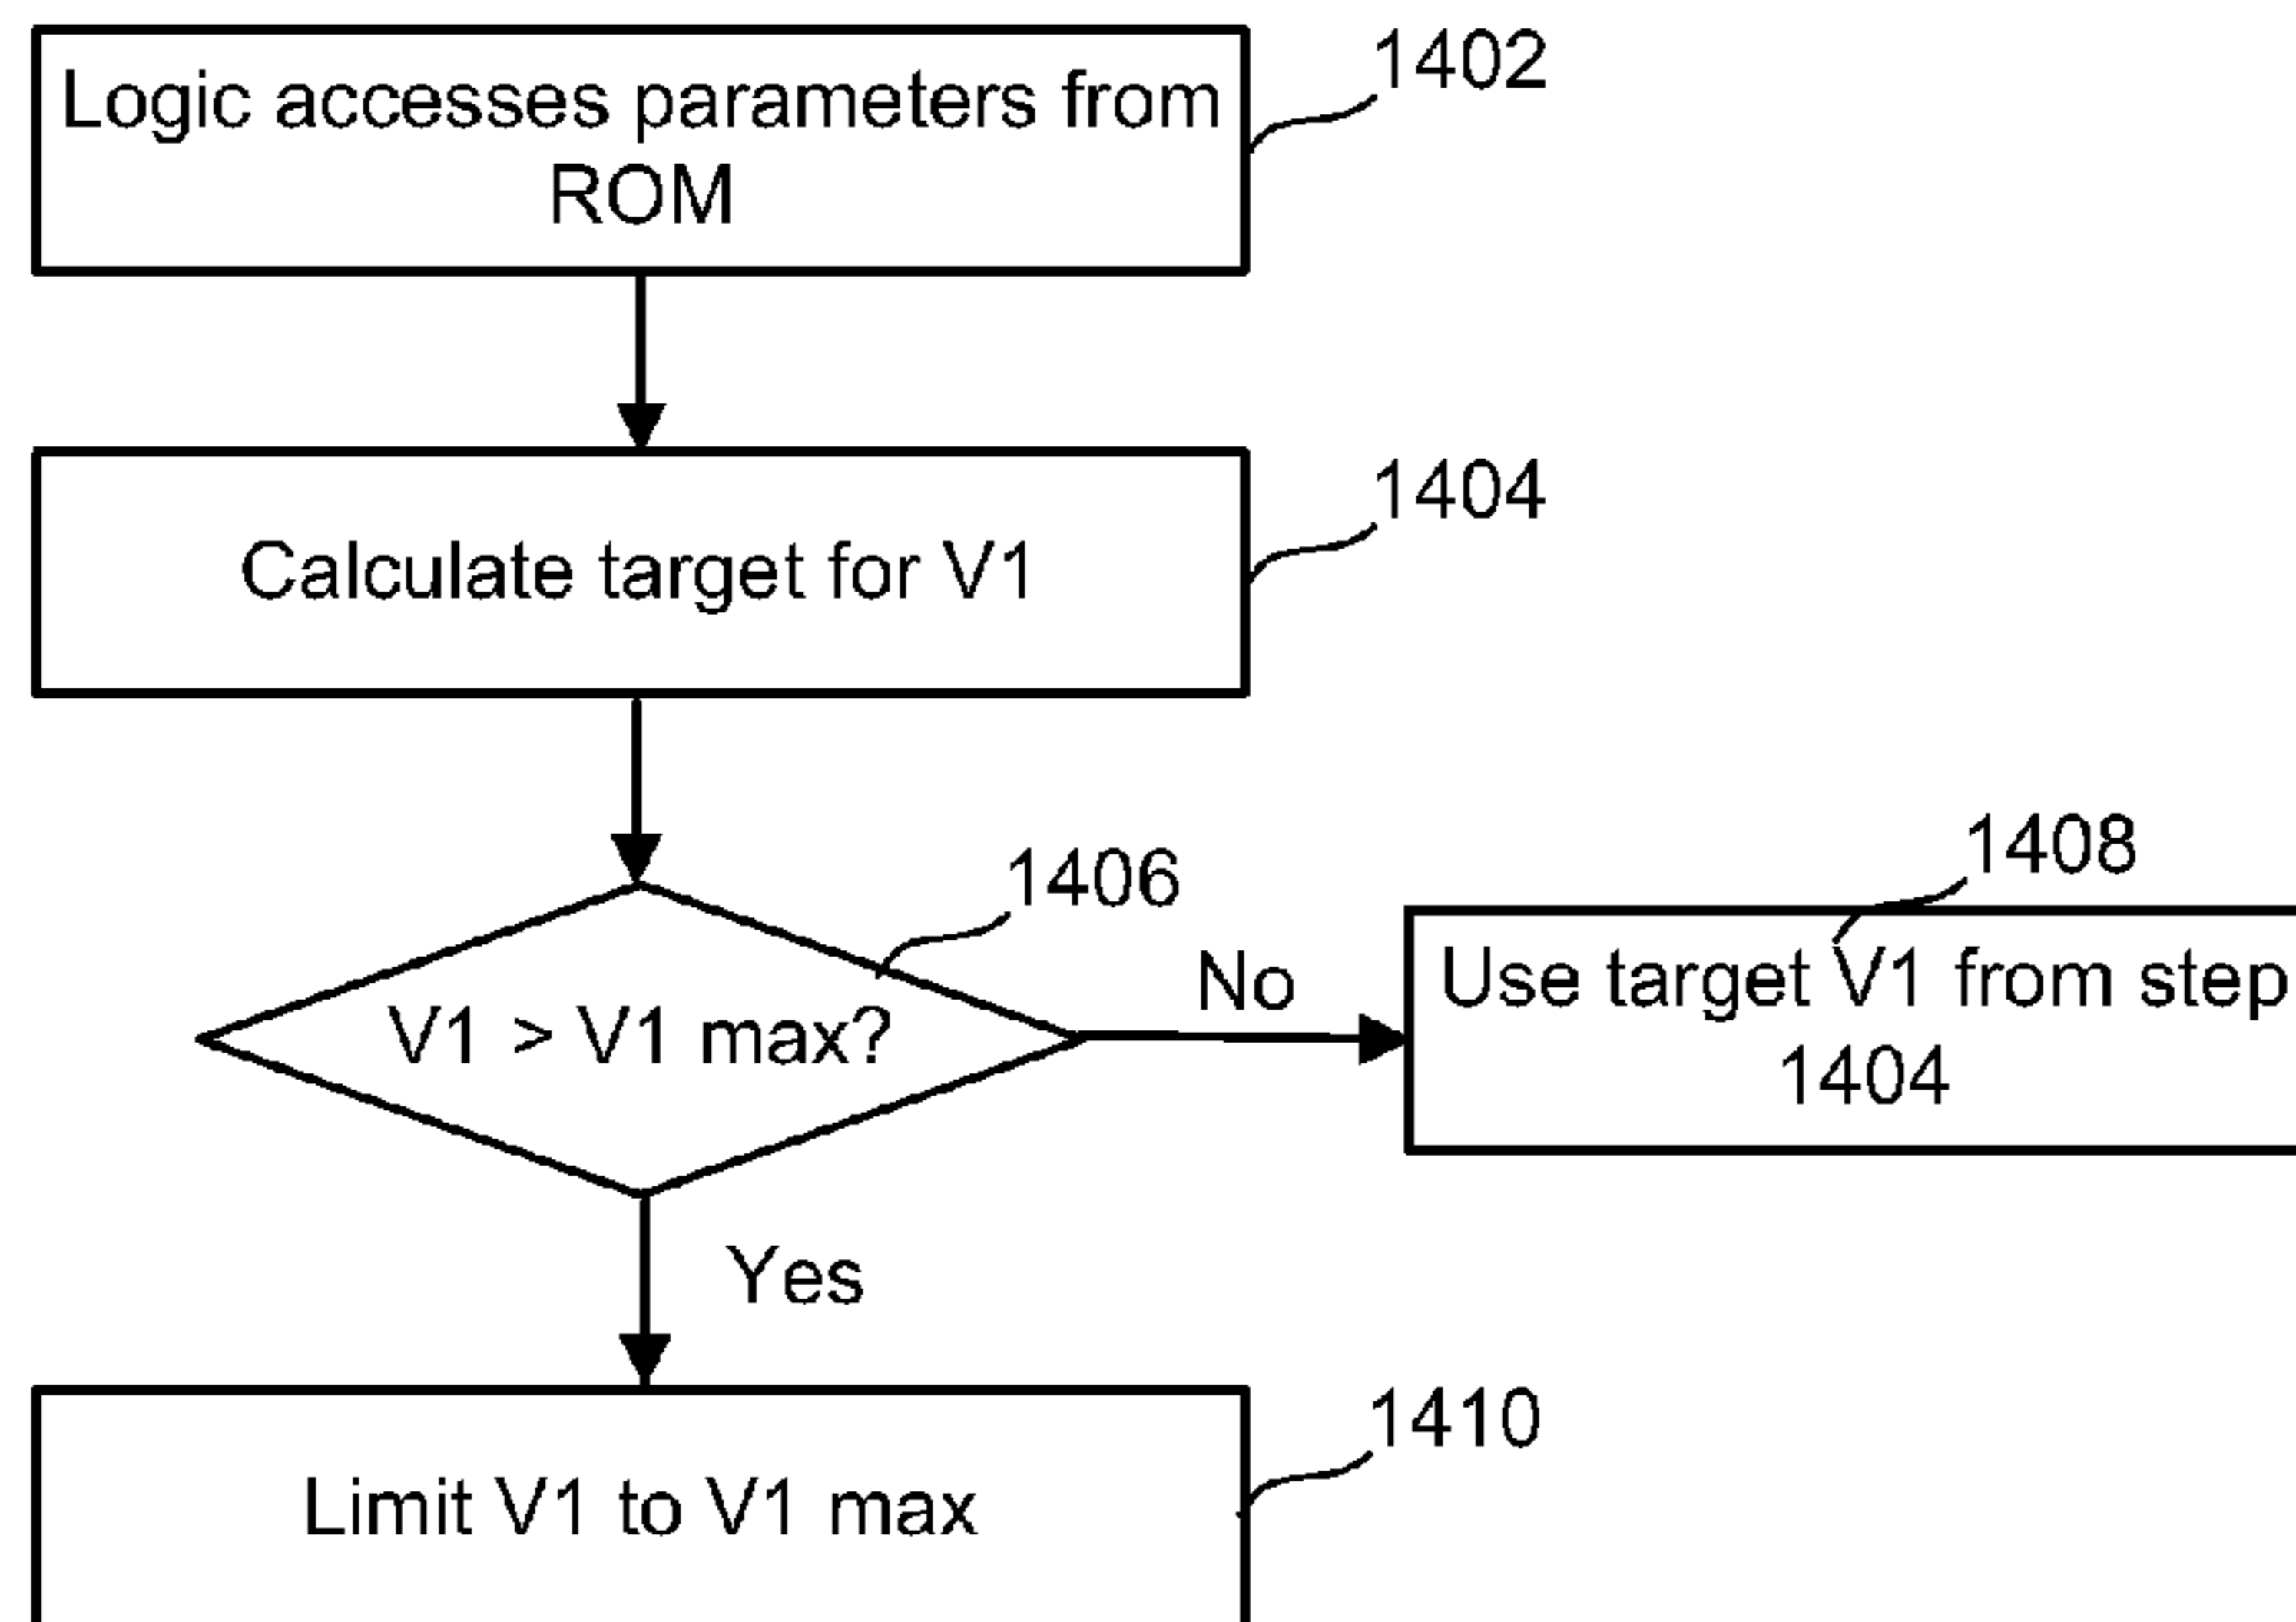 Logic accesses parameters from
ROM
1402
Calculate target for V1
1404
V1 > V1 max?
1406
No
Use target V1 from step
1404
1408
Yes
Limit V1 to V1 max
1410